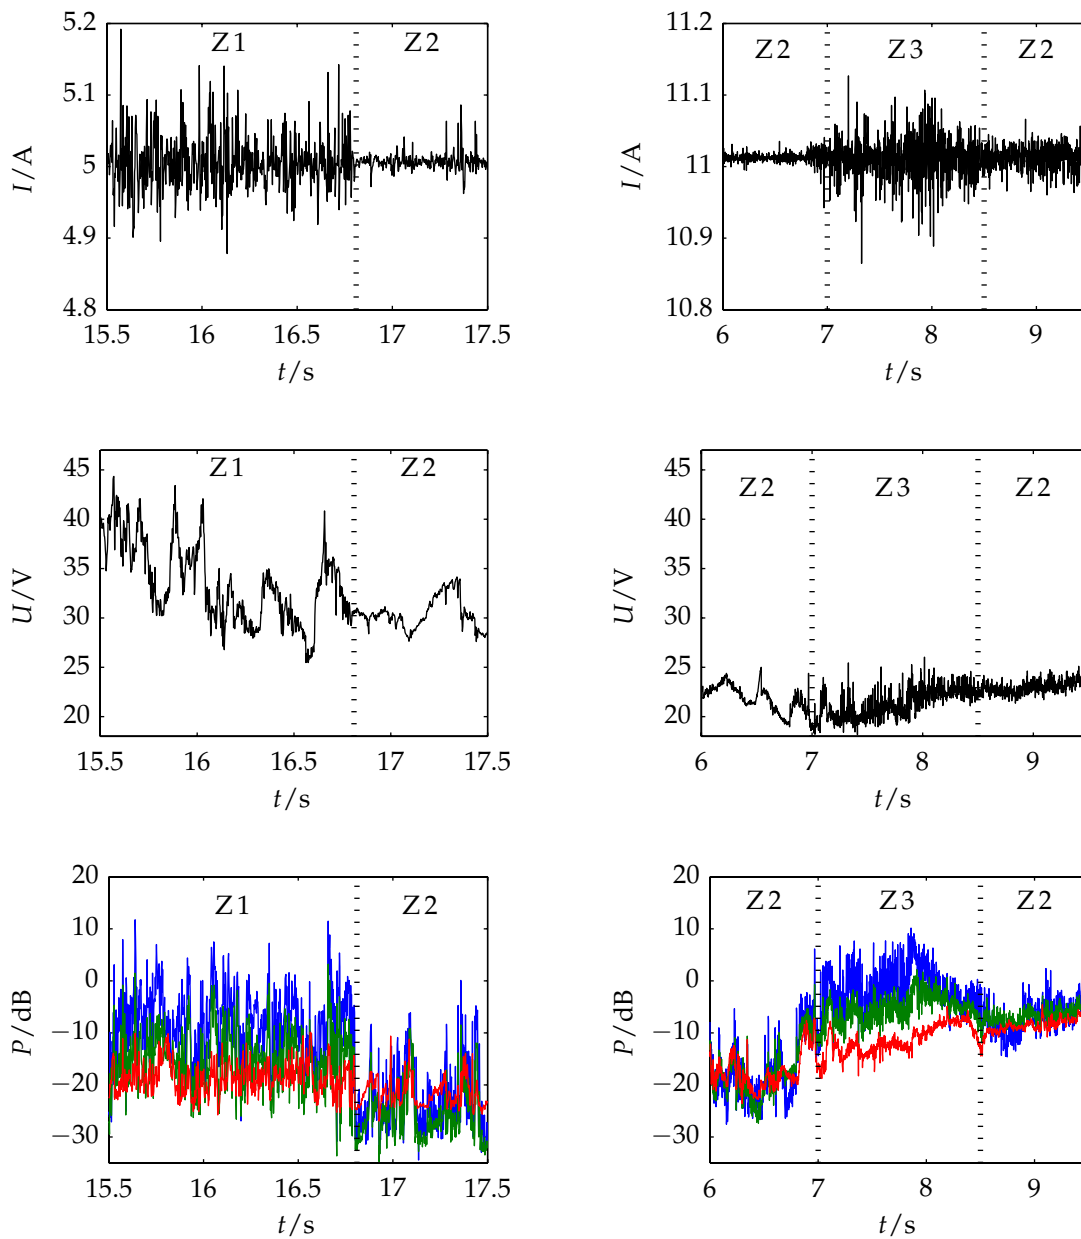 5.2
5.1
5
4.9
4.8
I/A
Z1
Z2
15.5
16
16.5
17
17.5
t/s
11.2
11.1
11
10.9
10.8
I/A
Z2
Z3
Z2
6
7
8
9
t/s
45
40
35
30
25
20
U/V
Z1
Z2
15.5
16
16.5
17
17.5
t/s
45
40
35
30
25
20
U/V
Z2
Z3
Z2
6
7
8
9
t/s
20
10
0
−10
−20
−30
P/dB
Z1
Z2
15.5
16
16.5
17
17.5
t/s
20
10
0
−10
−20
−30
P/dB
Z2
Z3
Z2
6
7
8
9
t/s